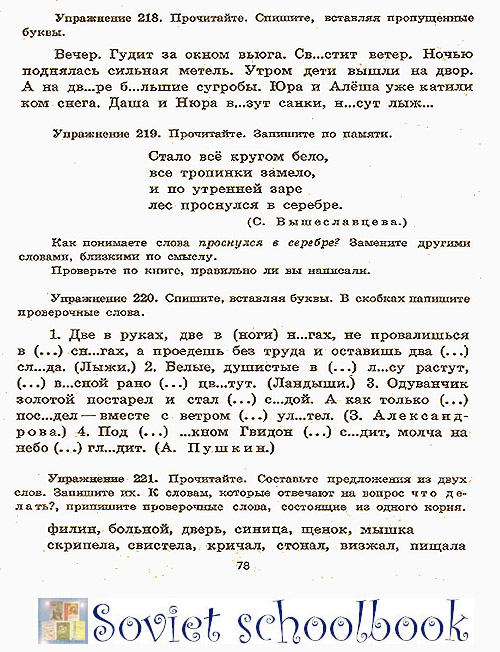 Упражнение 218. Прочитайте. Спишите, вставляя пропущенные
буквы.
Вечер. Гудит за окном вьюга. Св...стит ветер. Ночью
поднялась сильная метель. Утром дети вышли на двор.
А на дв...ре б...льшие сугробы. Юра и Алёша уже катили
ком снега. Даша и Нюра в...зут санки, н...сут лыж...
Упражнение 219. Прочитайте. Запишите по памяти.
Стало всё кругом бело,
все тропинки замело,
и по утренней заре
лес проснулся в серебре.
(С. Вышеславцева.)
Как понимаете слова проснулся в серебре? Замените другими
словами, близкими по смыслу.
Проверьте по книге, правильно ли вы написали.
Упражнение 220. Спишите, вставляя буквы. В скобках напишите
проверочные слова.
1. Две в руках, две в (ноги) н...гах, не провалишься
в (...) сн...гах, а проедешь без труда и оставишь два (...)
сл...да. (Лыжи.) 2. Белые, душистые в (...) л...су растут,
(...) в...сной рано (...) цв...тут. (Ландыши.) 3. Одуванчик
золотой постарел и стал (...) с...дой. А как только (...)
пос...дел — вместе с ветром (...) ул...тел. (З. Александ-
рова.) 4. Под (...) ...кном Гвидон (...) с...дит, молча на
небо (...) гл...дит. (А. Пушкин.)
Упражнение 221. Прочитайте. Составьте предложения из двух
слов. Запишите их. К словам, которые отвечают на вопрос что де-
лать?, припишите проверочные слова, состоящие из одного корня.
филин, больной, дверь, синица, щенок, мышка
скрипела, свистела, кричал, стонал, визжал, пищала
78
Soviet schoolbook